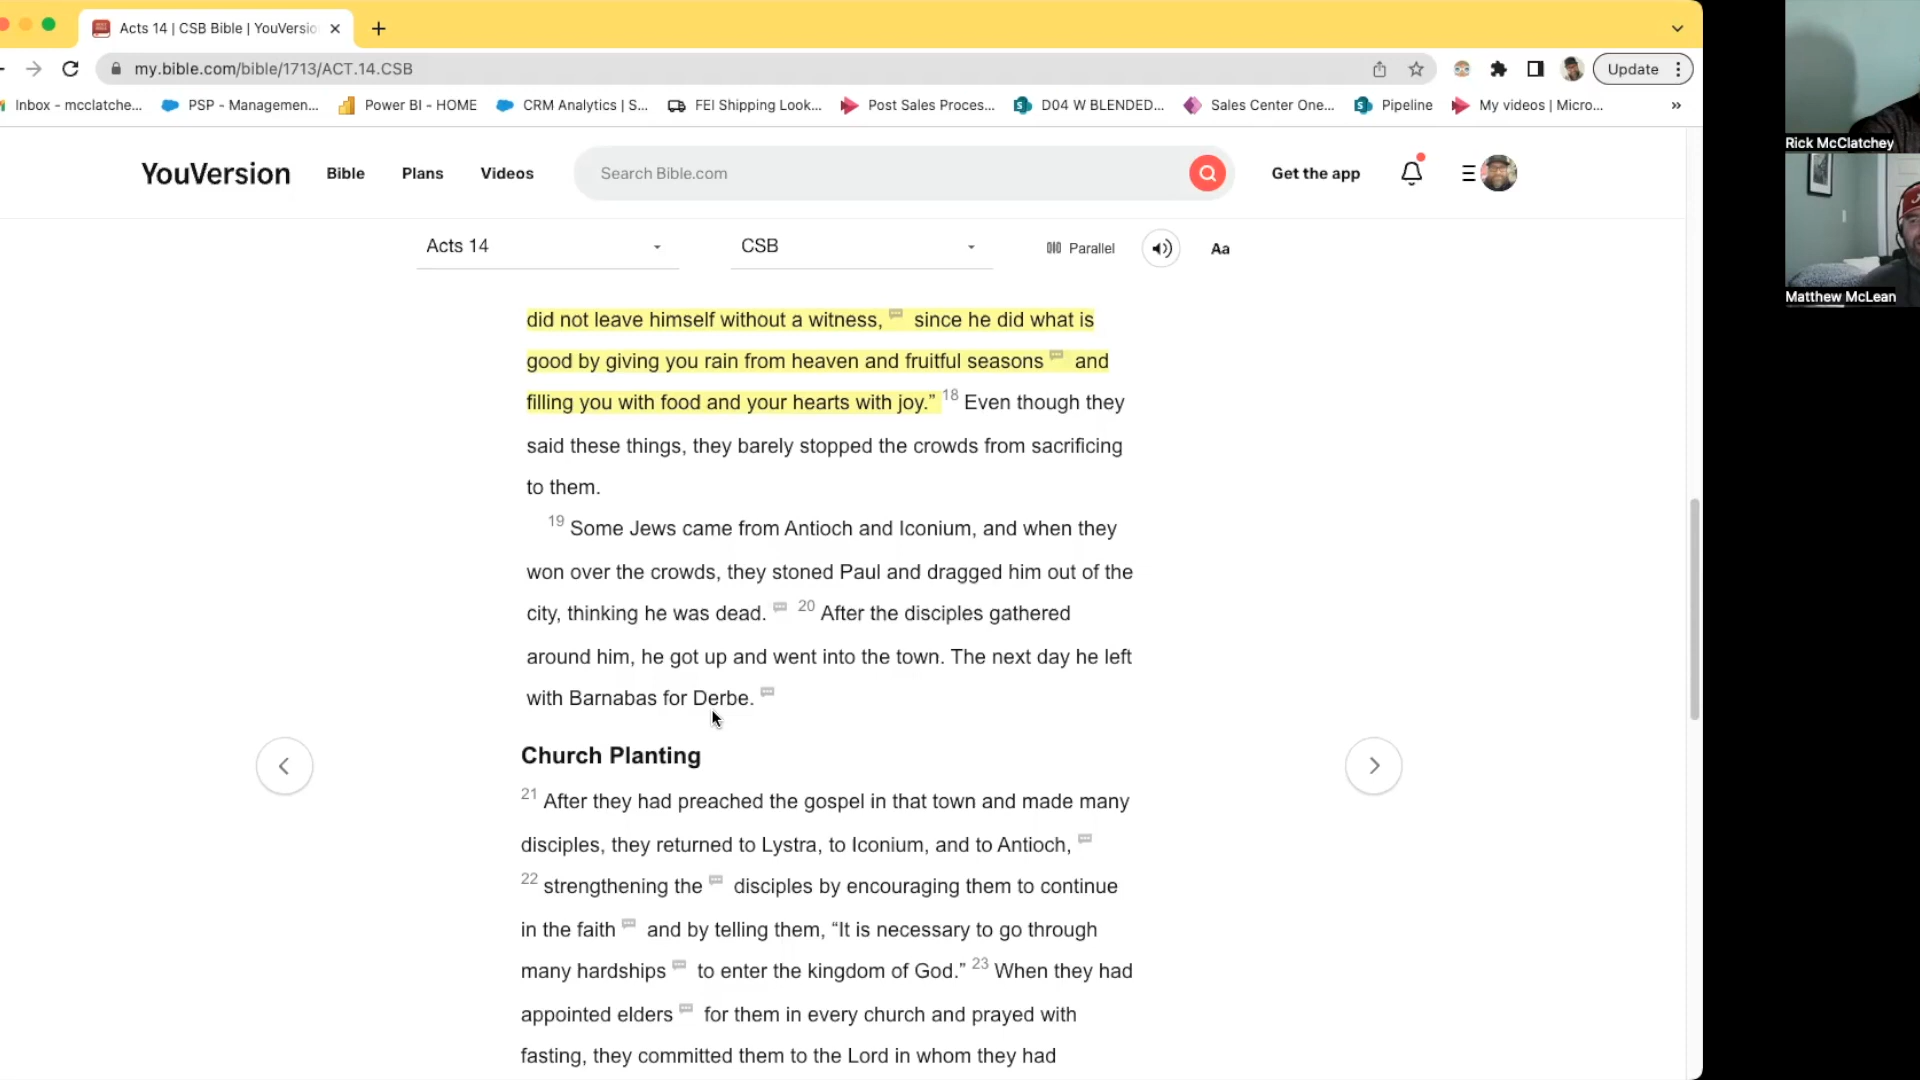 Acts 14 | CSB Bible | YouVersio
my.bible.com/bible/1713/ACT.14.CSB
Update
Inbox - mcclatche...
PSP - Managemen...
Power BI - HOME
CRM Analytics | S...
FEI Shipping Look...
Post Sales Proces...
D04 W BLENDED...
Sales Center One...
Pipeline
My videos | Micro...
»
Rick McClatchey
Matthew McLean
YouVersion
Bible
Plans
Videos
Search Bible.com
Get the app
Acts 14
CSB
Parallel
Aa
did not leave himself without a witness, since he did what is
good by giving you rain from heaven and fruitful seasons and
filling you with food and your hearts with joy.” 18 Even though they
said these things, they barely stopped the crowds from sacrificing
to them.
19 Some Jews came from Antioch and Iconium, and when they
won over the crowds, they stoned Paul and dragged him out of the
city, thinking he was dead. 20 After the disciples gathered
around him, he got up and went into the town. The next day he left
with Barnabas for Derbe.
Church Planting
21 After they had preached the gospel in that town and made many
disciples, they returned to Lystra, to Iconium, and to Antioch,
22 strengthening the disciples by encouraging them to continue
in the faith and by telling them, “It is necessary to go through
many hardships to enter the kingdom of God.” 23 When they had
appointed elders for them in every church and prayed with
fasting, they committed them to the Lord in whom they had